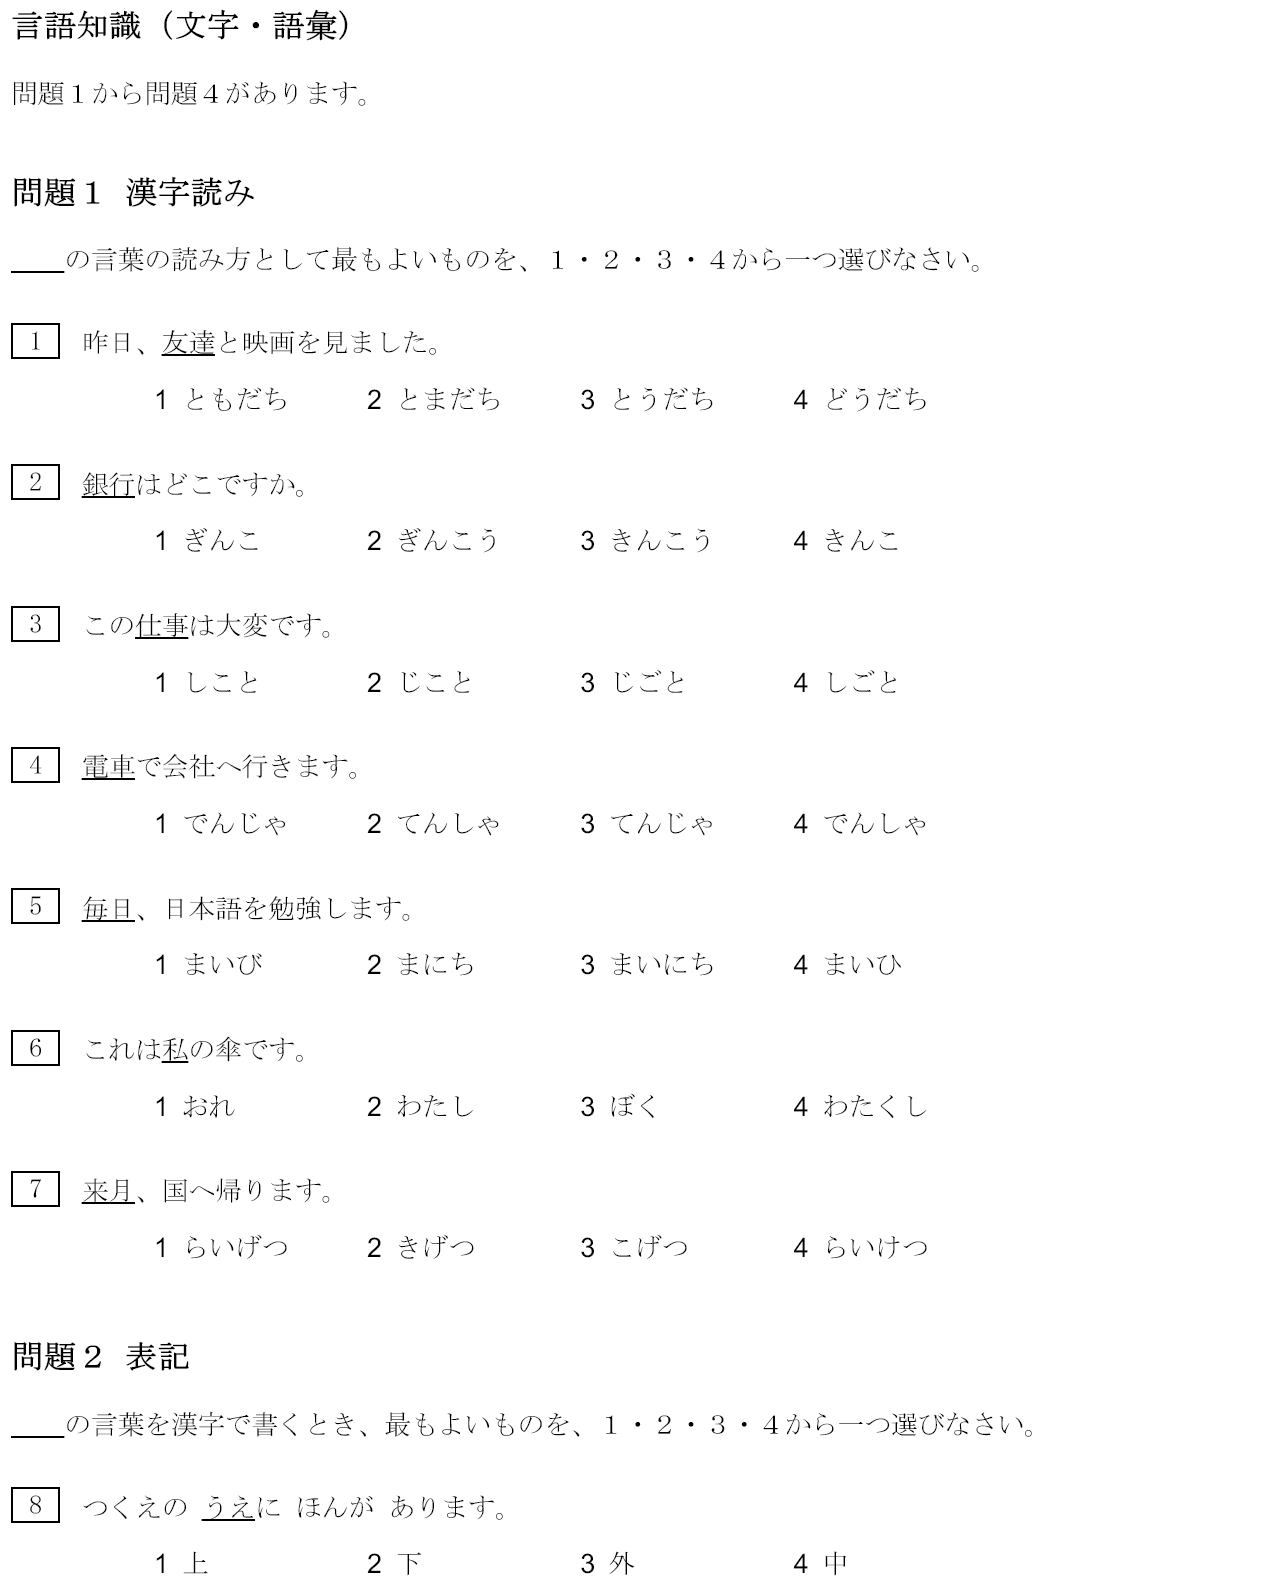 言語知識（文字・語彙）
問題１から問題４があります。
問題１ 漢字読み
＿＿の言葉の読み方として最もよいものを、１・２・３・４から一つ選びなさい。
1 昨日、友達と映画を見ました。
1 ともだち 2 とまだち 3 とうだち 4 どうだち
2 銀行はどこですか。
1 ぎんこ 2 ぎんこう 3 きんこう 4 きんこ
3 この仕事は大変です。
1 しこと 2 じこと 3 じごと 4 しごと
4 電車で会社へ行きます。
1 でんじゃ 2 てんしゃ 3 てんじゃ 4 でんしゃ
5 毎日、日本語を勉強します。
1 まいび 2 まにち 3 まいにち 4 まいひ
6 これは私の傘です。
1 おれ 2 わたし 3 ぼく 4 わたくし
7 来月、国へ帰ります。
1 らいげつ 2 きげつ 3 こげつ 4 らいけつ
問題２ 表記
＿＿の言葉を漢字で書くとき、最もよいものを、１・２・３・４から一つ選びなさい。
8 つくえの うえに ほんが あります。
1 上 2 下 3 外 4 中